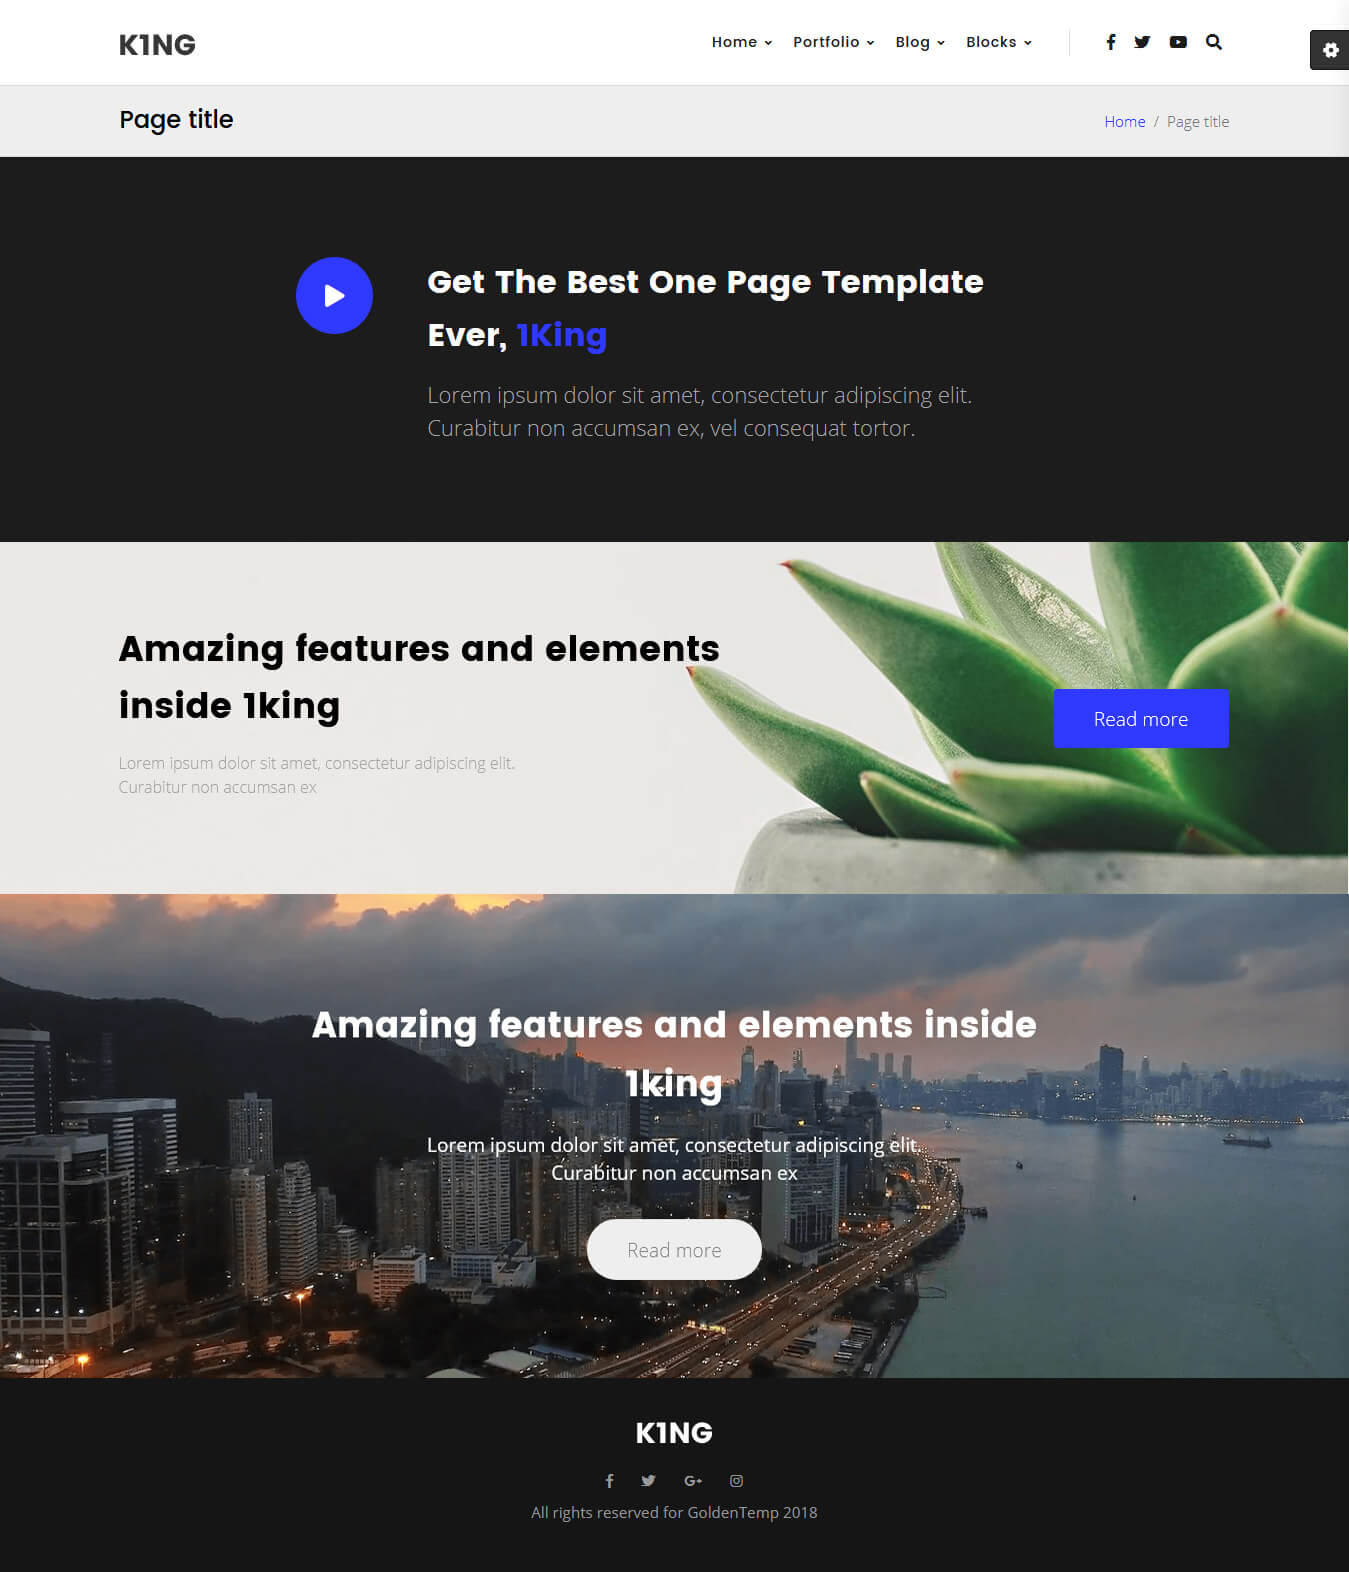 K1NG
Home Portfolio Blog Blocks
Page title
Home / Page title
Get The Best One Page Template
Ever, 1King
Lorem ipsum dolor sit amet, consectetur adipiscing elit.
Curabitur non accumsan ex, vel consequat tortor.
Amazing features and elements
inside 1king
Lorem ipsum dolor sit amet, consectetur adipiscing elit.
Curabitur non accumsan ex
Read more
Amazing features and elements inside
1king
Lorem ipsum dolor sit amet, consectetur adipiscing elit.
Curabitur non accumsan ex
Read more
K1NG
G+
All rights reserved for GoldenTemp 2018